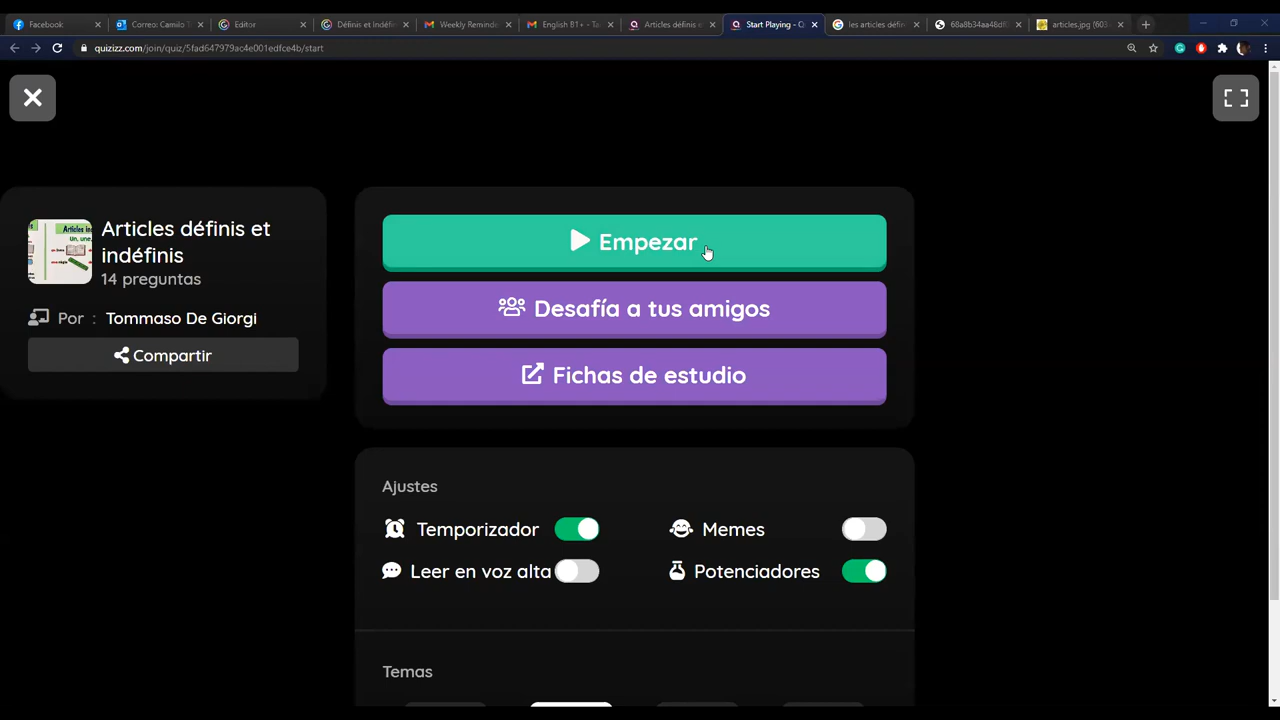 Facebook
Correo: Camilo T
Editor
Définis et Indéfin
Weekly Reminde
English B1+ - Ta
Articles définis e
Start Playing - Q
les articles défin
68a8b34aa48df
articles.jpg (603
quizizz.com/join/quiz/5fad647979ac4e001edfce4b/start
Articles définis et
indéfinis
14 preguntas
Por : Tommaso De Giorgi
Compartir
Empezar
Desafía a tus amigos
Fichas de estudio
Ajustes
Temporizador
Memes
Leer en voz alta
Potenciadores
Temas